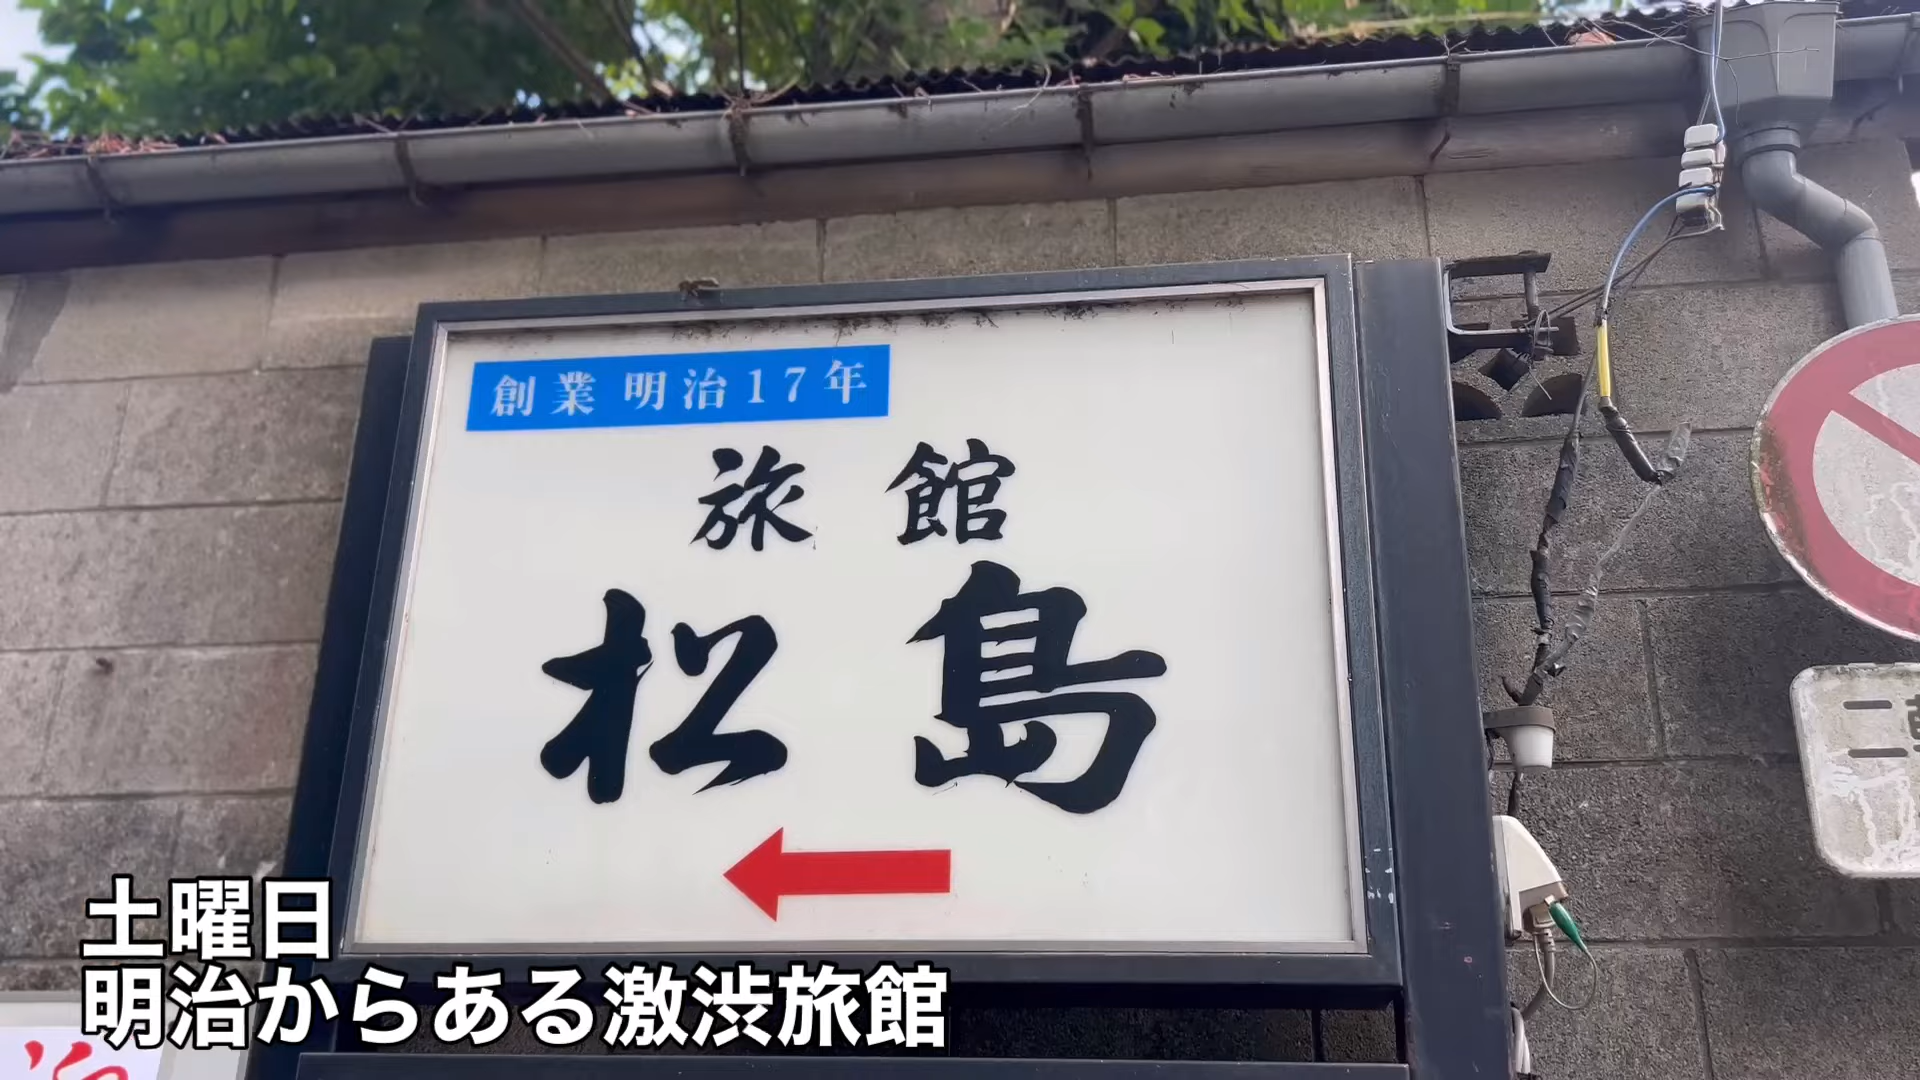 創業 明治17年
旅館
松島
二
土曜日
明治からある激渋旅館